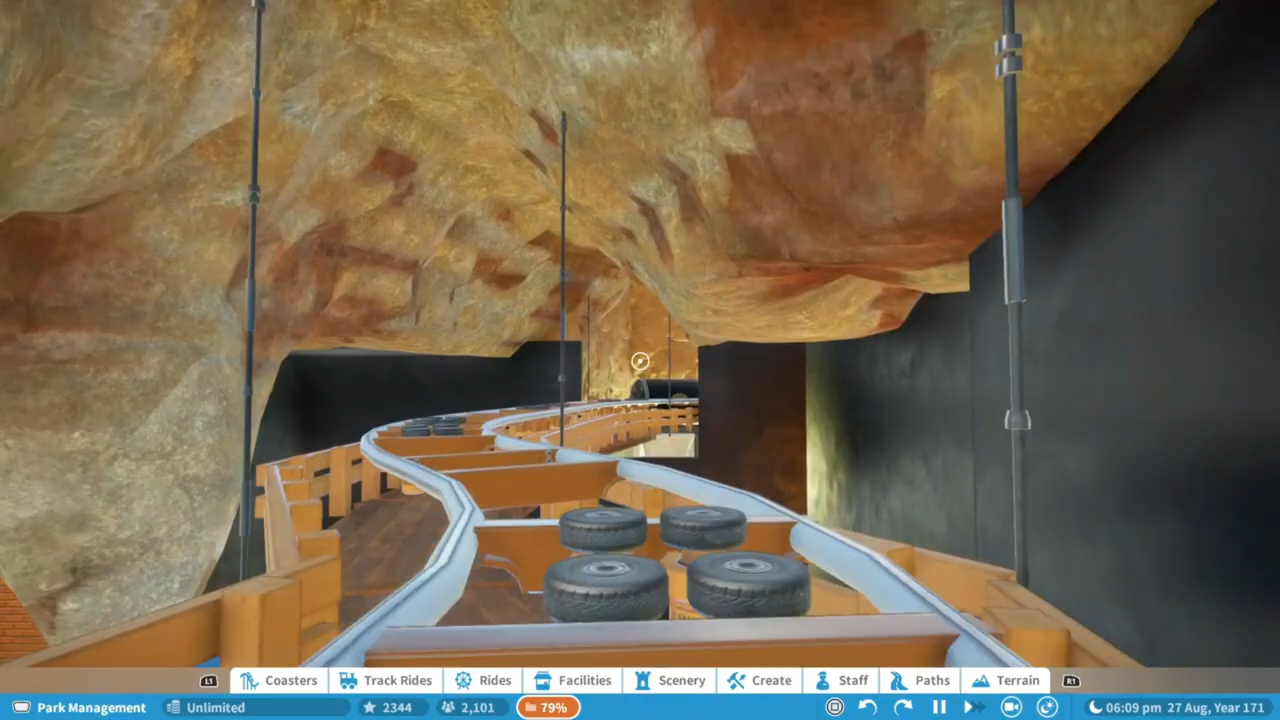 L1 Coasters Track Rides Rides Facilities Scenery Create Staff Paths Terrain R1
Park Management Unlimited 2344 2,101 79% 06:09 pm 27 Aug, Year 171